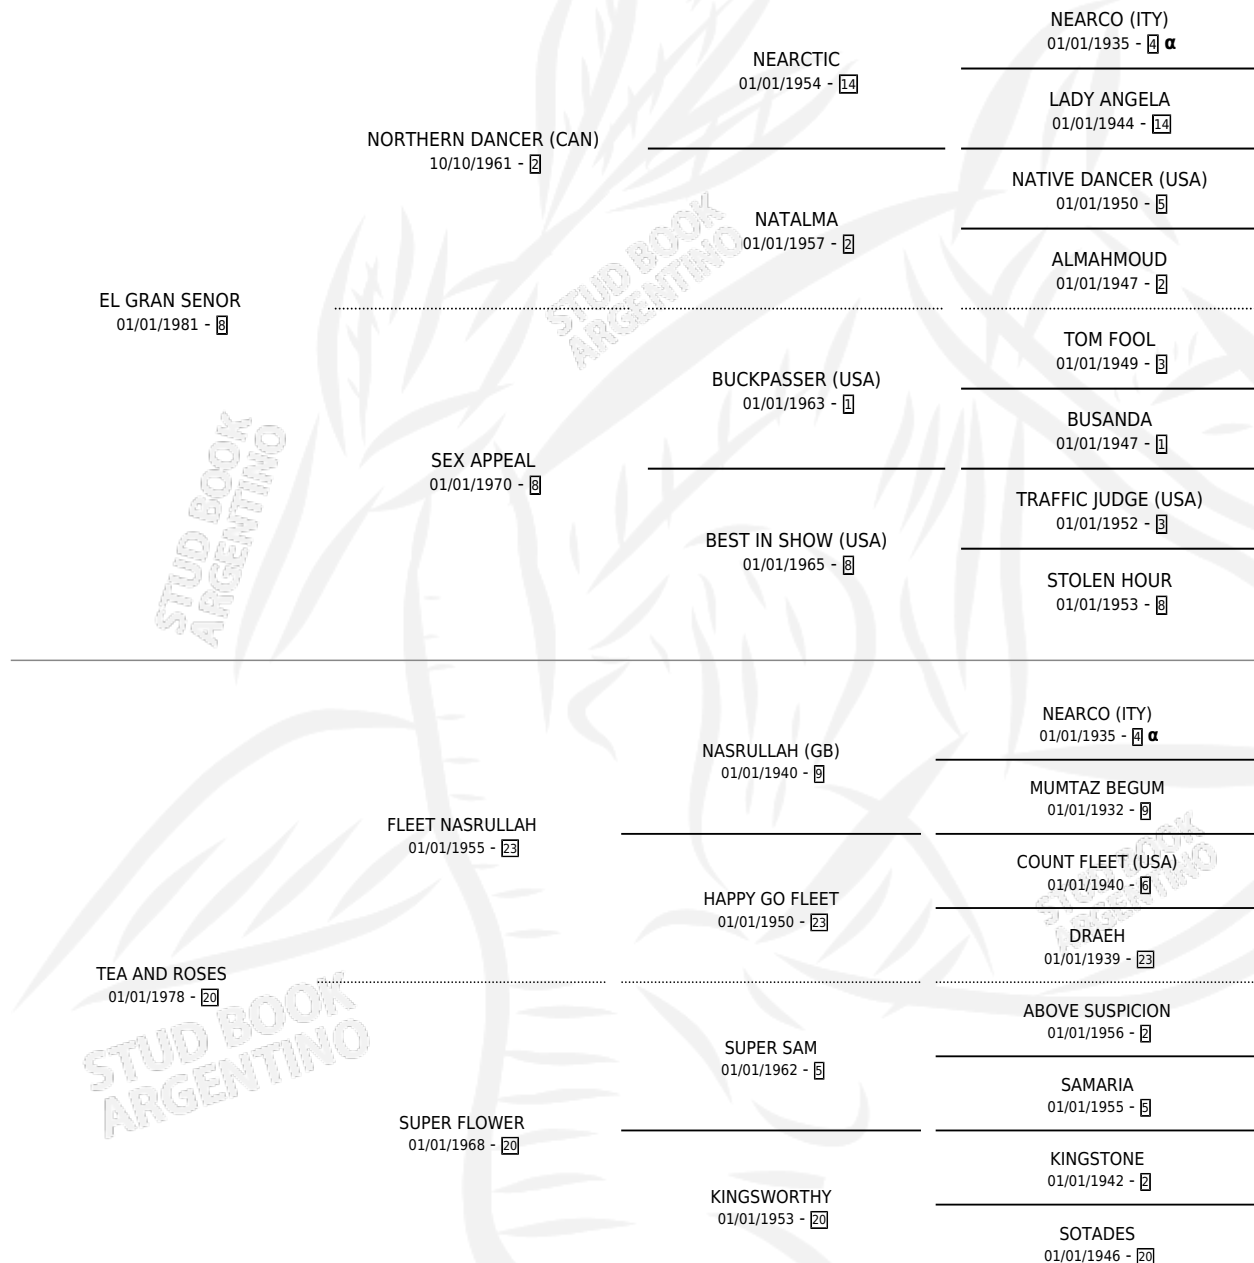 NEARCO (ITY)
01/01/1935 - 4 α
NEARCTIC
01/01/1954 - 14
LADY ANGELA
01/01/1944 - 14
NORTHERN DANCER (CAN)
10/10/1961 - 2
NATIVE DANCER (USA)
01/01/1950 - 5
NATALMA
01/01/1957 - 2
ALMAHMOUD
01/01/1947 - 2
EL GRAN SENOR
01/01/1981 - 8
TOM FOOL
01/01/1949 - 3
BUCKPASSER (USA)
01/01/1963 - 1
BUSANDA
01/01/1947 - 1
SEX APPEAL
01/01/1970 - 8
TRAFFIC JUDGE (USA)
01/01/1952 - 3
BEST IN SHOW (USA)
01/01/1965 - 8
STOLEN HOUR
01/01/1953 - 8
NEARCO (ITY)
01/01/1935 - 4 α
NASRULLAH (GB)
01/01/1940 - 9
MUMTAZ BEGUM
01/01/1932 - 9
FLEET NASRULLAH
01/01/1955 - 23
COUNT FLEET (USA)
01/01/1940 - 6
HAPPY GO FLEET
01/01/1950 - 23
DRAEH
01/01/1939 - 23
TEA AND ROSES
01/01/1978 - 20
ABOVE SUSPICION
01/01/1956 - 2
SUPER SAM
01/01/1962 - 5
SAMARIA
01/01/1955 - 5
SUPER FLOWER
01/01/1968 - 20
KINGSTONE
01/01/1942 - 2
KINGSWORTHY
01/01/1953 - 20
SOTADES
01/01/1946 - 20
STUD BOOK
ARGENTINO
STUD BOOK
ARGENTINO
STUD BOOK
ARGENTINO
STUD BOOK
ARGENTINO